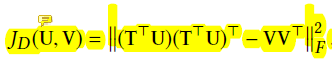 J_D(U, V) = ‖(T^⊤U)(T^⊤U)^⊤ − VV^⊤‖_F^2